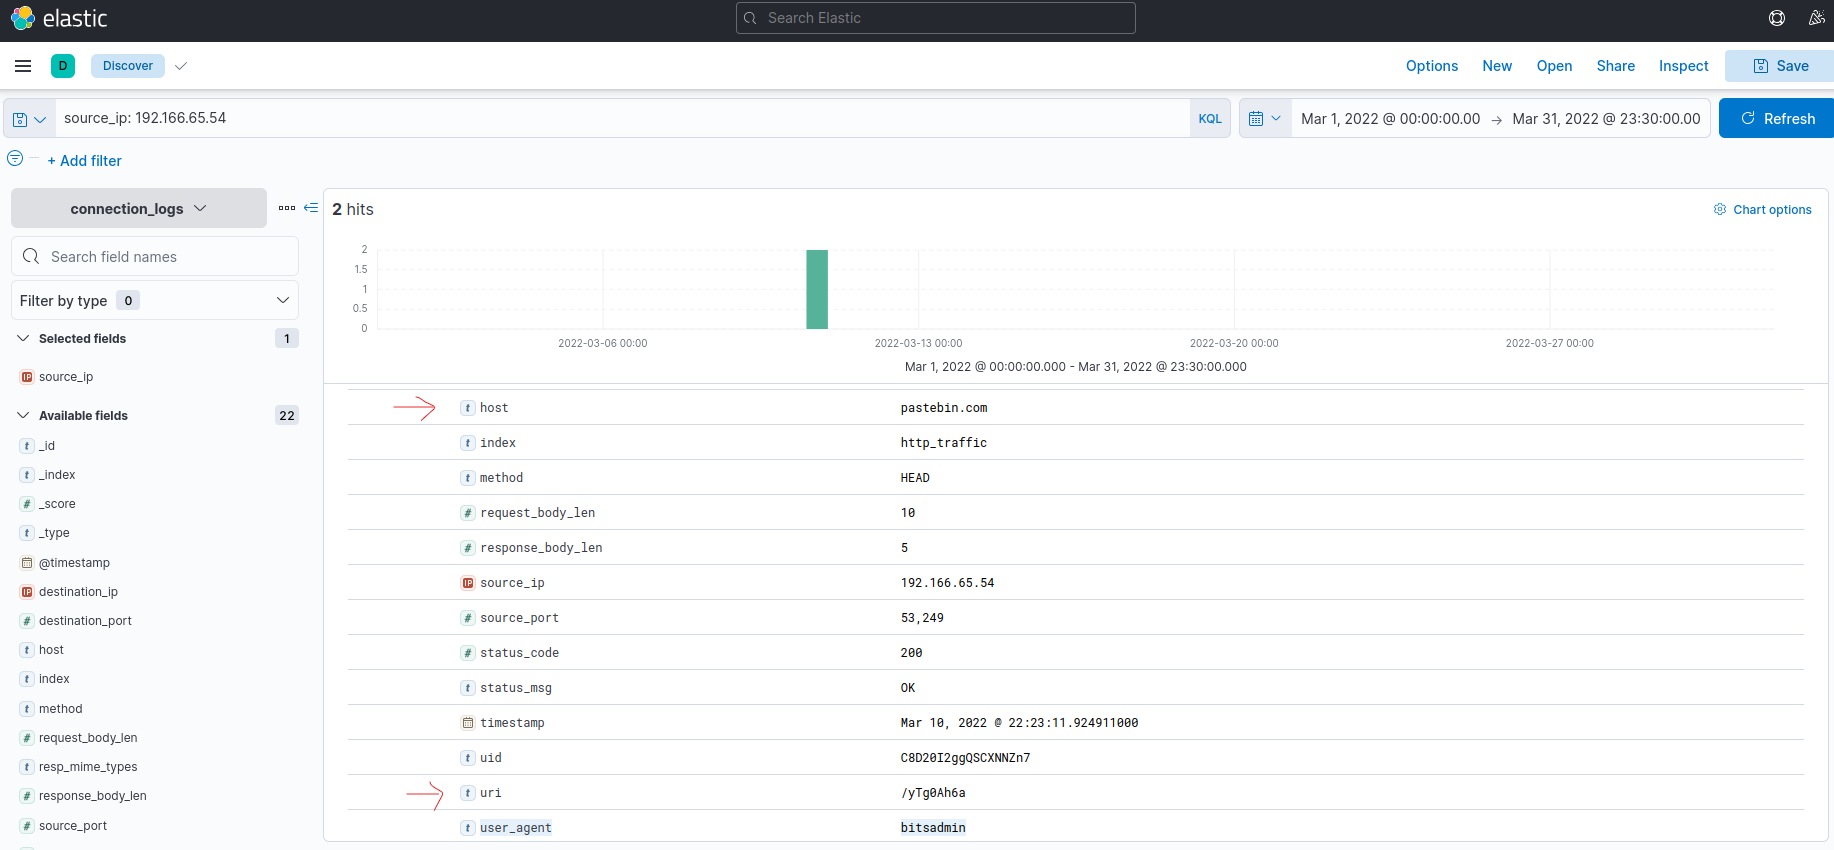 elastic
Search Elastic
D
Discover
Options New Open Share Inspect Save
source_ip: 192.166.65.54
KQL
Mar 1, 2022 @ 00:00:00.00 → Mar 31, 2022 @ 23:30:00.00
Refresh
+ Add filter
connection_logs
Search field names
Filter by type 0
Selected fields 1
IP source_ip
Available fields 22
t _id
t _index
# _score
t _type
@timestamp
IP destination_ip
# destination_port
t host
t index
t method
# request_body_len
t resp_mime_types
# response_body_len
# source_port
2 hits
Chart options
2
1.5
1
0.5
0
2022-03-06 00:00 2022-03-13 00:00 2022-03-20 00:00 2022-03-27 00:00
Mar 1, 2022 @ 00:00:00.00 - Mar 31, 2022 @ 23:30:00.000
t host pastebin.com
t index http_traffic
t method HEAD
# request_body_len 10
# response_body_len 5
IP source_ip 192.166.65.54
# source_port 53,249
# status_code 200
t status_msg OK
timestamp Mar 10, 2022 @ 22:23:11.924911000
t uid C8D20I2ggQSCXNNZn7
t uri /yTg0Ah6a
t user_agent bitsadmin